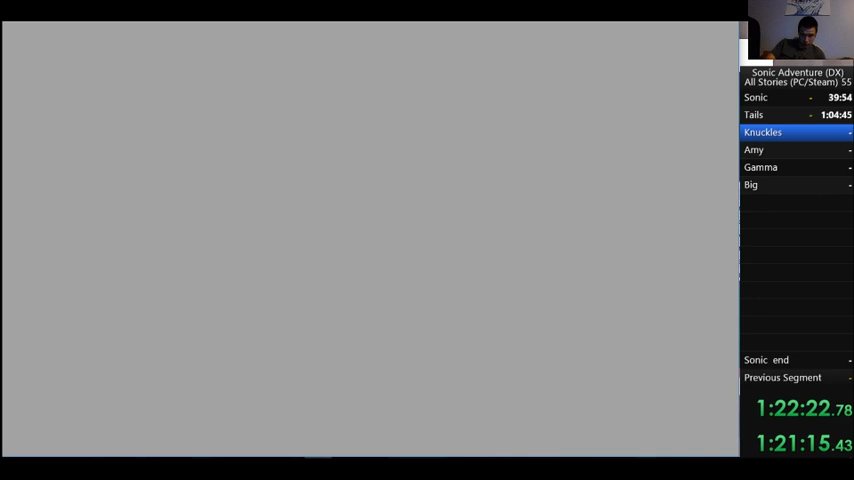 Sonic Adventure (DX)
All Stories (PC/Steam) 55
Sonic - 39:54
Tails - 1:04:45
Knuckles -
Amy -
Gamma -
Big -
Sonic end -
Previous Segment -
1:22:22.78
1:21:15.43